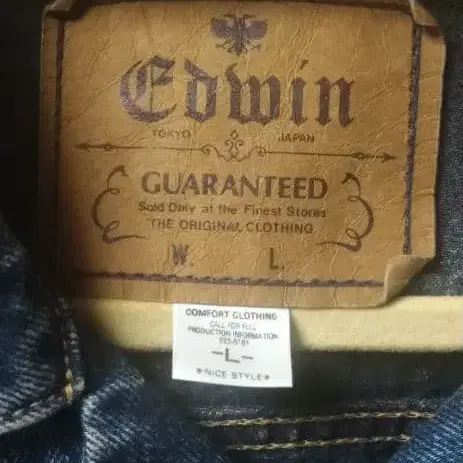 Edwin
TOKYO JAPAN
GUARANTEED
Sold Only at the Finest Stores
THE ORIGINAL CLOTHING
W L
COMFORT CLOTHING
CALL FOR FULL
PRODUCTION INFORMATION
-L-
*NICE STYLE*